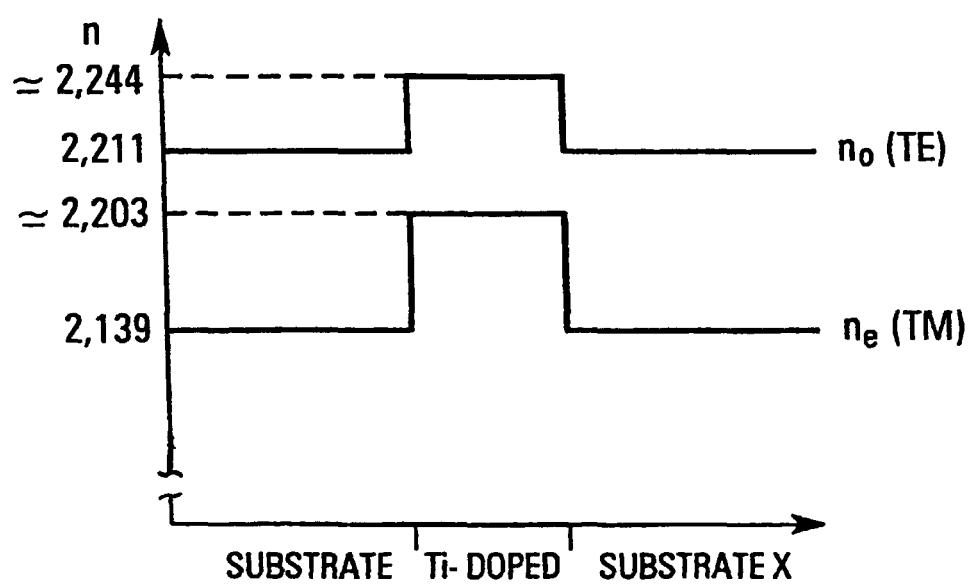 n
≃ 2,244
2,211
n₀ (TE)
≃ 2,203
2,139
nₑ (TM)
SUBSTRATE Ti- DOPED SUBSTRATE X